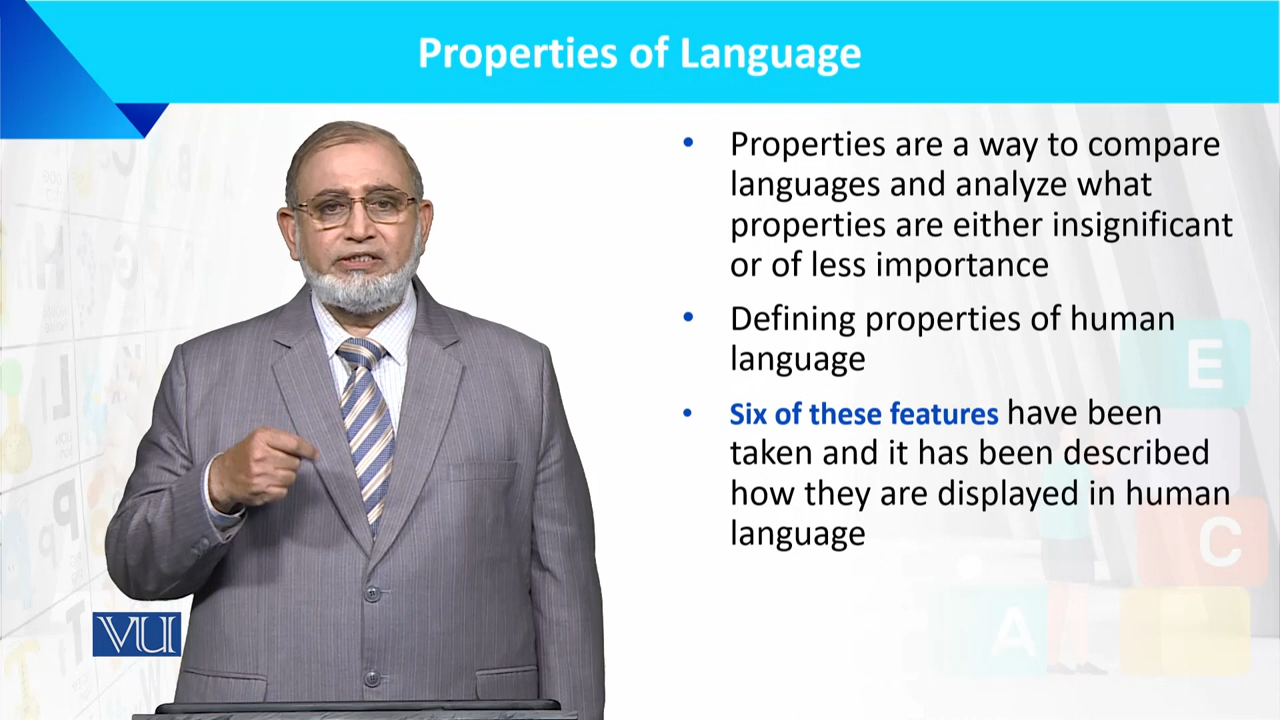 Properties of Language
• Properties are a way to compare
languages and analyze what
properties are either insignificant
or of less importance
• Defining properties of human
language
• Six of these features have been
taken and it has been described
how they are displayed in human
language
VU
E
C
A